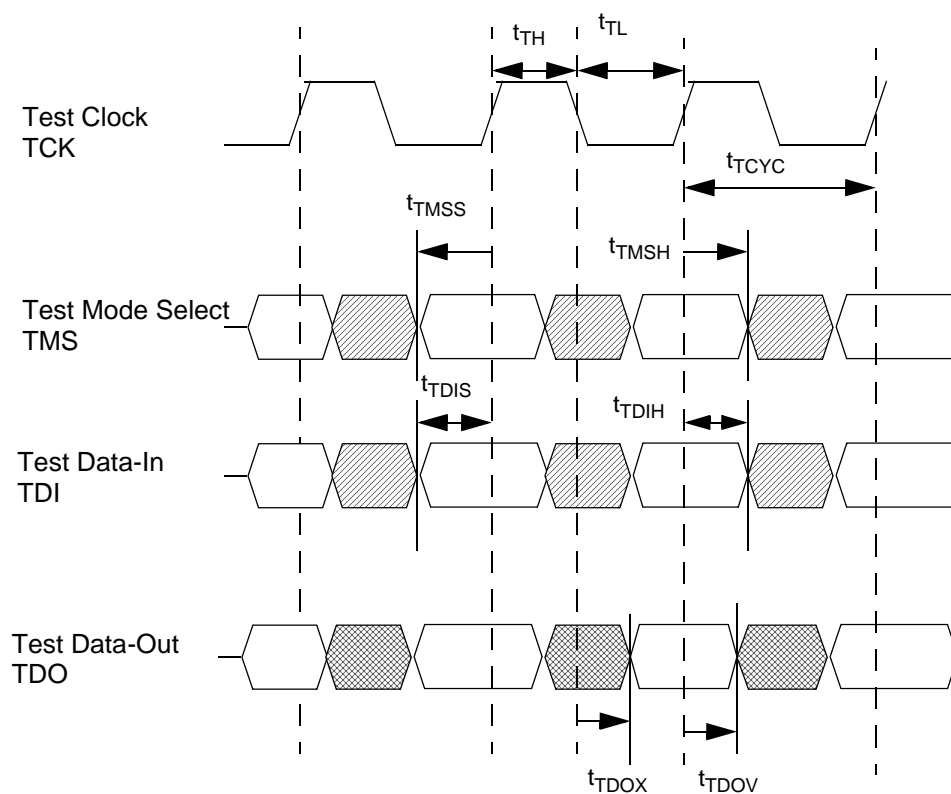 tTH
tTL
Test Clock
TCK
tTCYC
tTMSS
tTMSH
Test Mode Select
TMS
tTDIS
tTDIH
Test Data-In
TDI
Test Data-Out
TDO
tTDOX
tTDOV